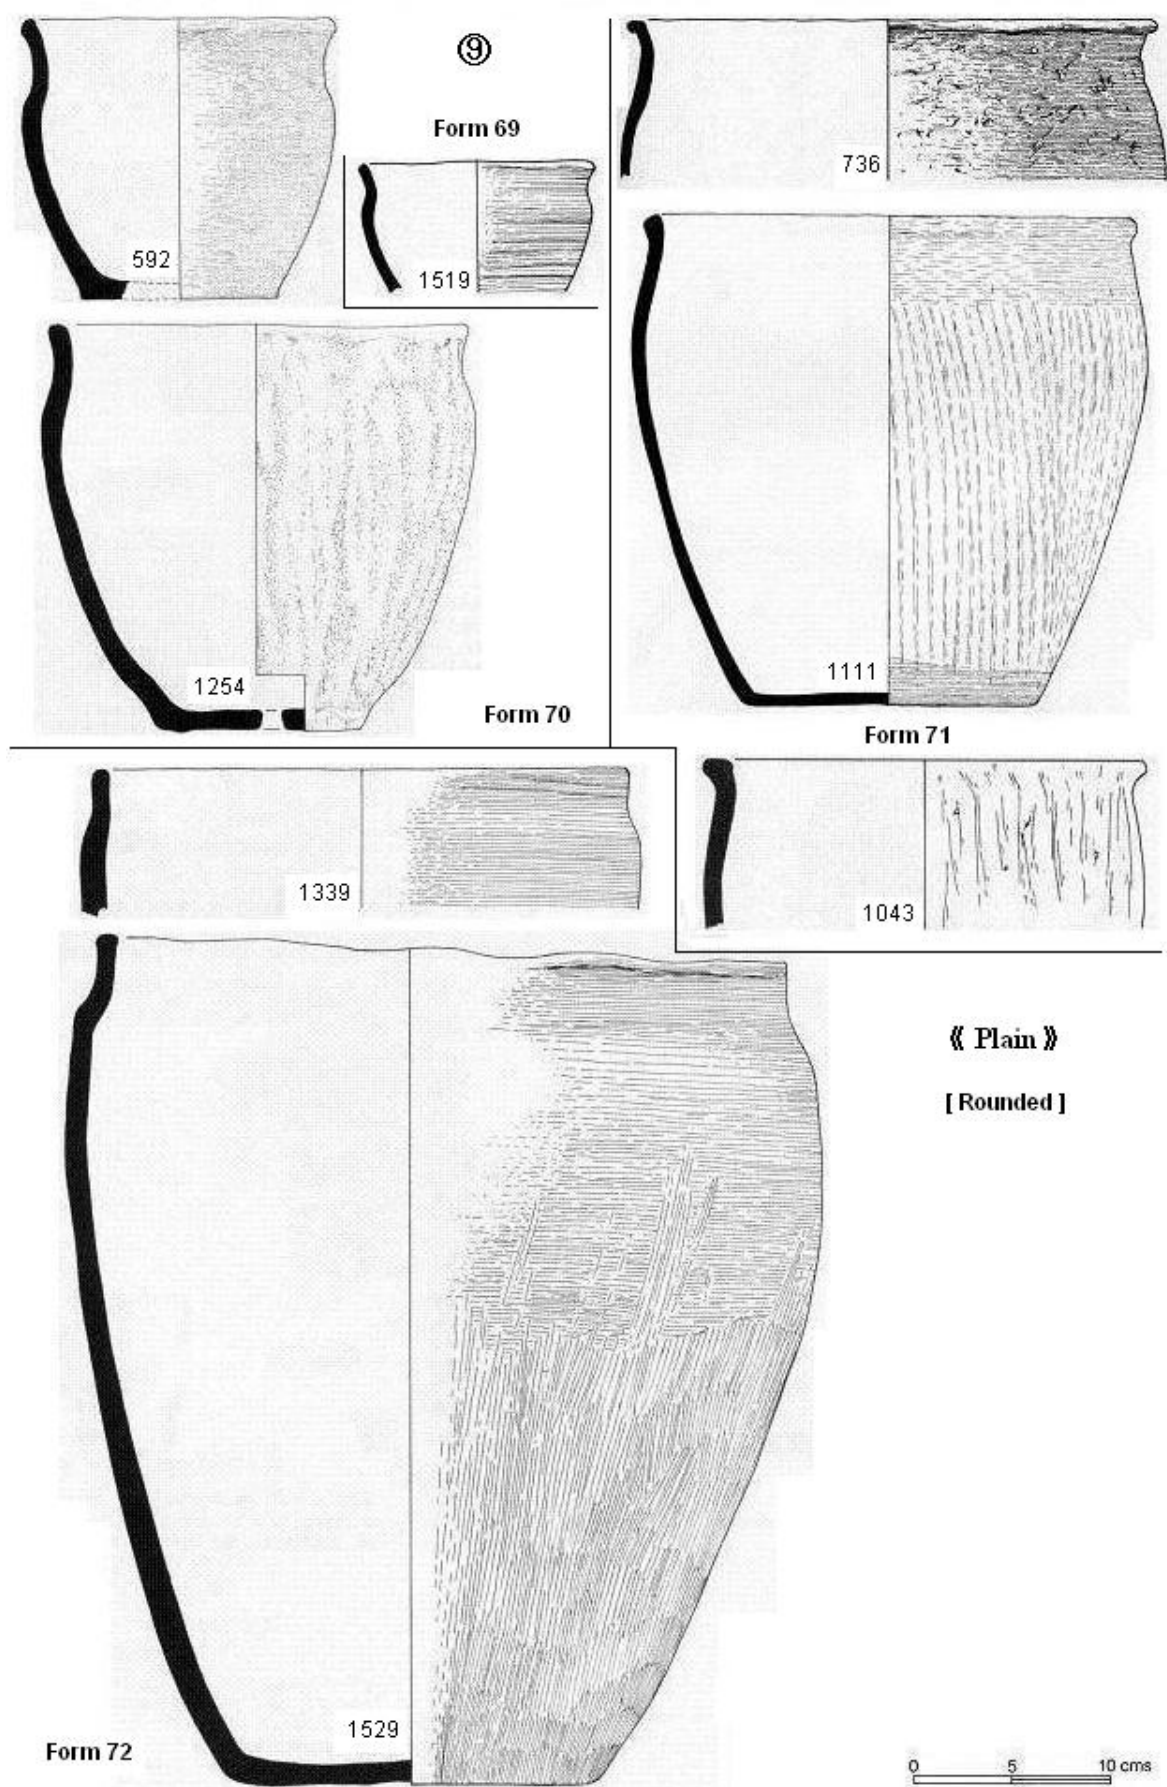 ⑨
Form 69
592
1519
736
1254
Form 70
1111
Form 71
1339
1043
《 Plain 》
[ Rounded ]
1529
Form 72
0 5 10 cms